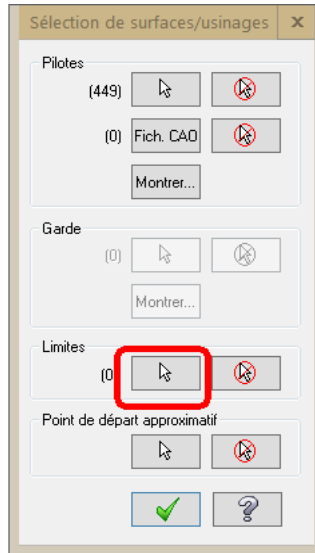 Sélection de surfaces/usinages x
Pilotes
(449)
(0) Fich. CAO
Montrer...
Garde
(0)
Montrer...
Limites
(0
Point de départ approximatif
?